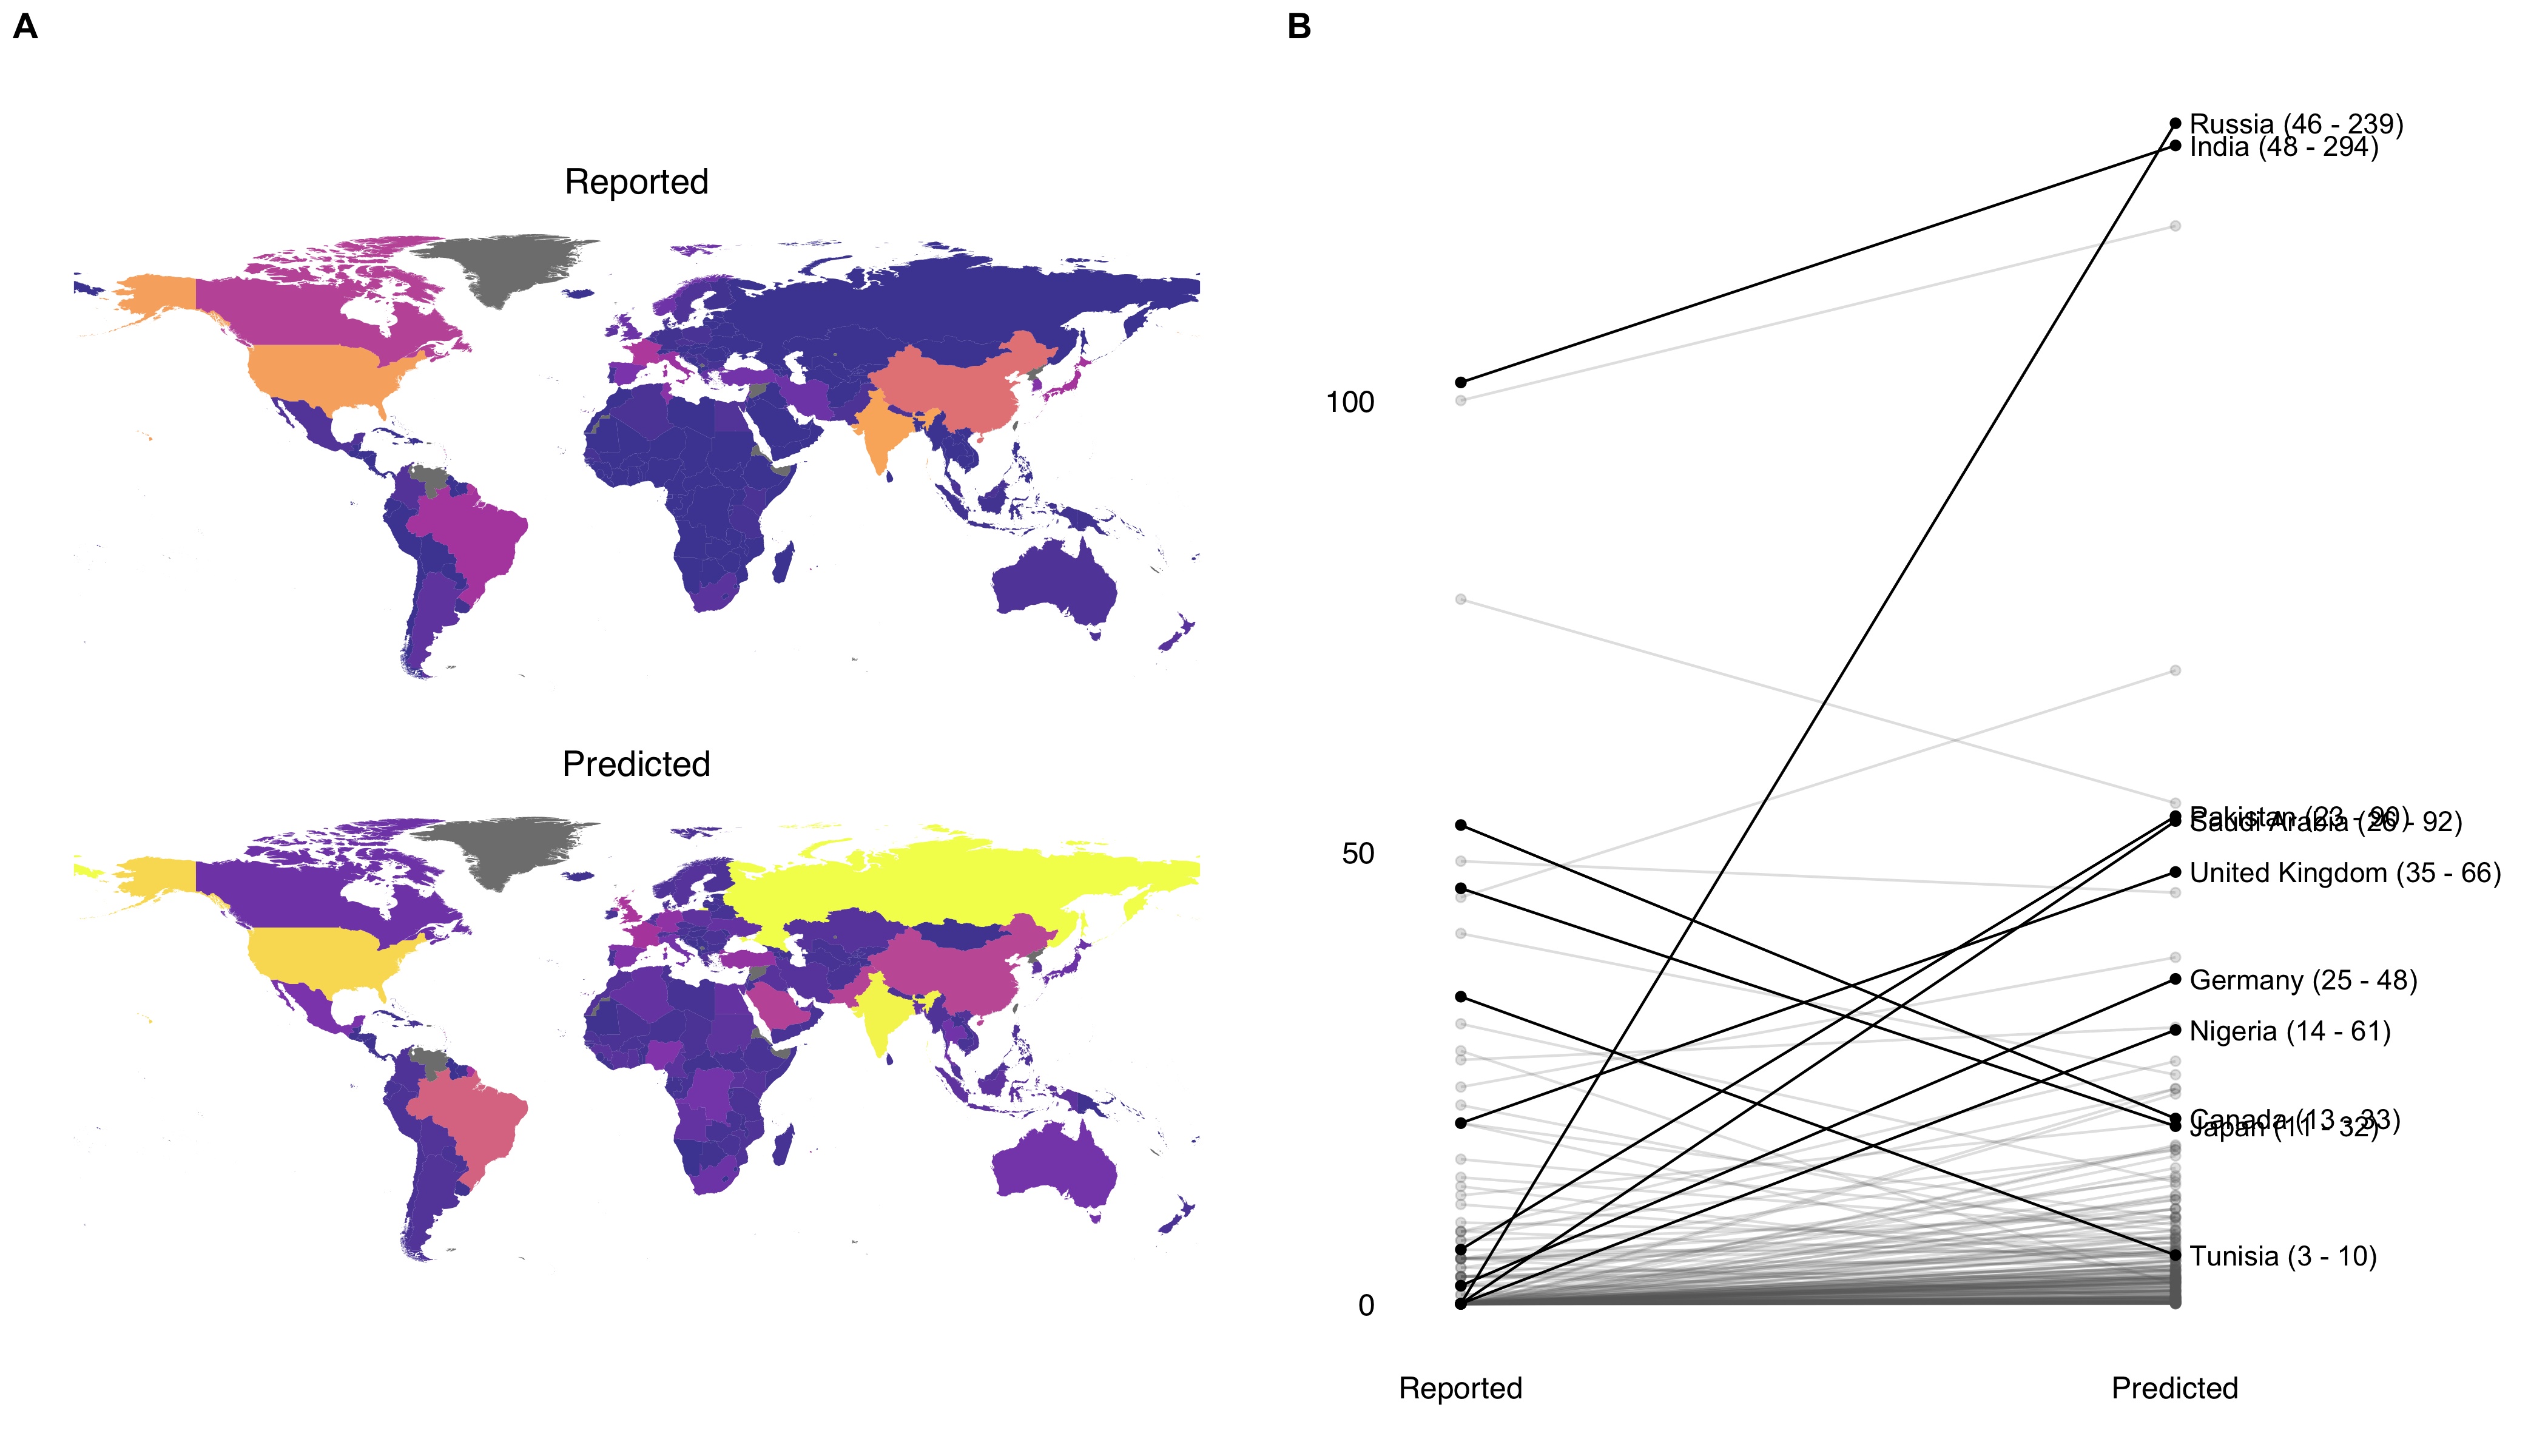 A
B
Reported
Predicted
100
50
0
Russia (46 - 239)
India (48 - 294)
Pakistan (23 - 90)
Saudi Arabia (26 - 92)
United Kingdom (35 - 66)
Germany (25 - 48)
Nigeria (14 - 61)
Canada (13 - 33)
Japan (11 - 32)
Tunisia (3 - 10)
Reported
Predicted